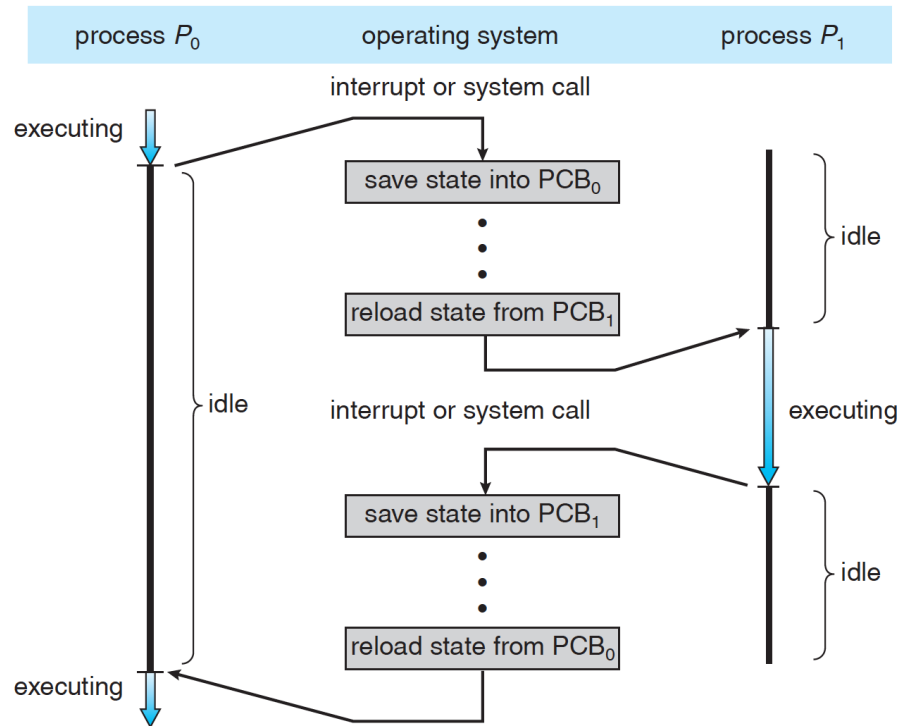 process P₀ operating system process P₁
interrupt or system call
executing
save state into PCB₀
idle
reload state from PCB₁
idle
interrupt or system call
executing
save state into PCB₁
idle
reload state from PCB₀
executing